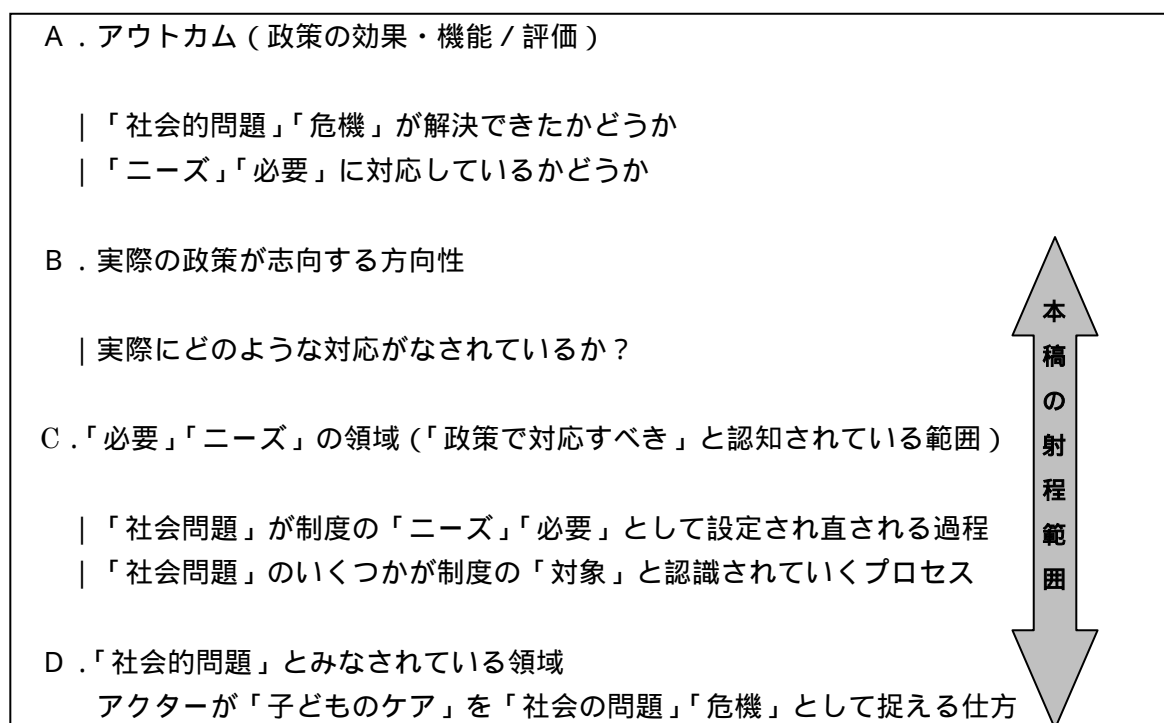 A．アウトカム（政策の効果・機能／評価）
｜「社会的問題」「危機」が解決できたかどうか
｜「ニーズ」「必要」に対応しているかどうか
B．実際の政策が志向する方向性
｜実際にどのような対応がなされているか？
C．「必要」「ニーズ」の領域（「政策で対応すべき」と認知されている範囲）
｜「社会問題」が制度の「ニーズ」「必要」として設定され直される過程
｜「社会問題」のいくつかが制度の「対象」と認識されていくプロセス
D．「社会的問題」とみなされている領域
アクターが「子どものケア」を「社会の問題」「危機」として捉える仕方
本稿の射程範囲